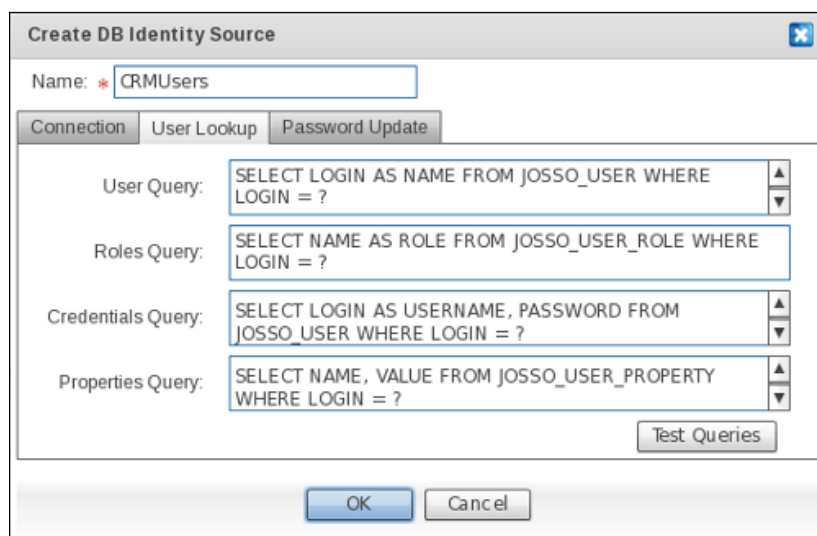 Create DB Identity Source
Name: * CRMUsers
Connection User Lookup Password Update
User Query: SELECT LOGIN AS NAME FROM JOSSO_USER WHERE
LOGIN = ?
Roles Query: SELECT NAME AS ROLE FROM JOSSO_USER_ROLE WHERE
LOGIN = ?
Credentials Query: SELECT LOGIN AS USERNAME, PASSWORD FROM
JOSSO_USER WHERE LOGIN = ?
Properties Query: SELECT NAME, VALUE FROM JOSSO_USER_PROPERTY
WHERE LOGIN = ?
Test Queries
OK Cancel